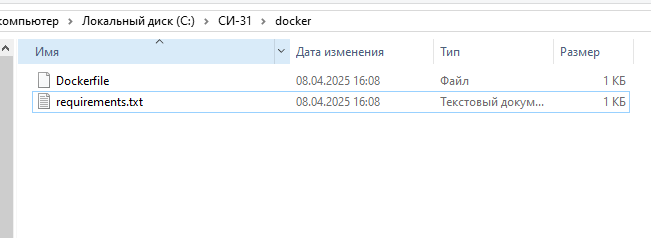 компьютер > Локальный диск (C:) > СИ-31 > docker
Имя Дата изменения Тип Размер
Dockerfile 08.04.2025 16:08 Файл 1 КБ
requirements.txt 08.04.2025 16:08 Текстовый докум... 1 КБ